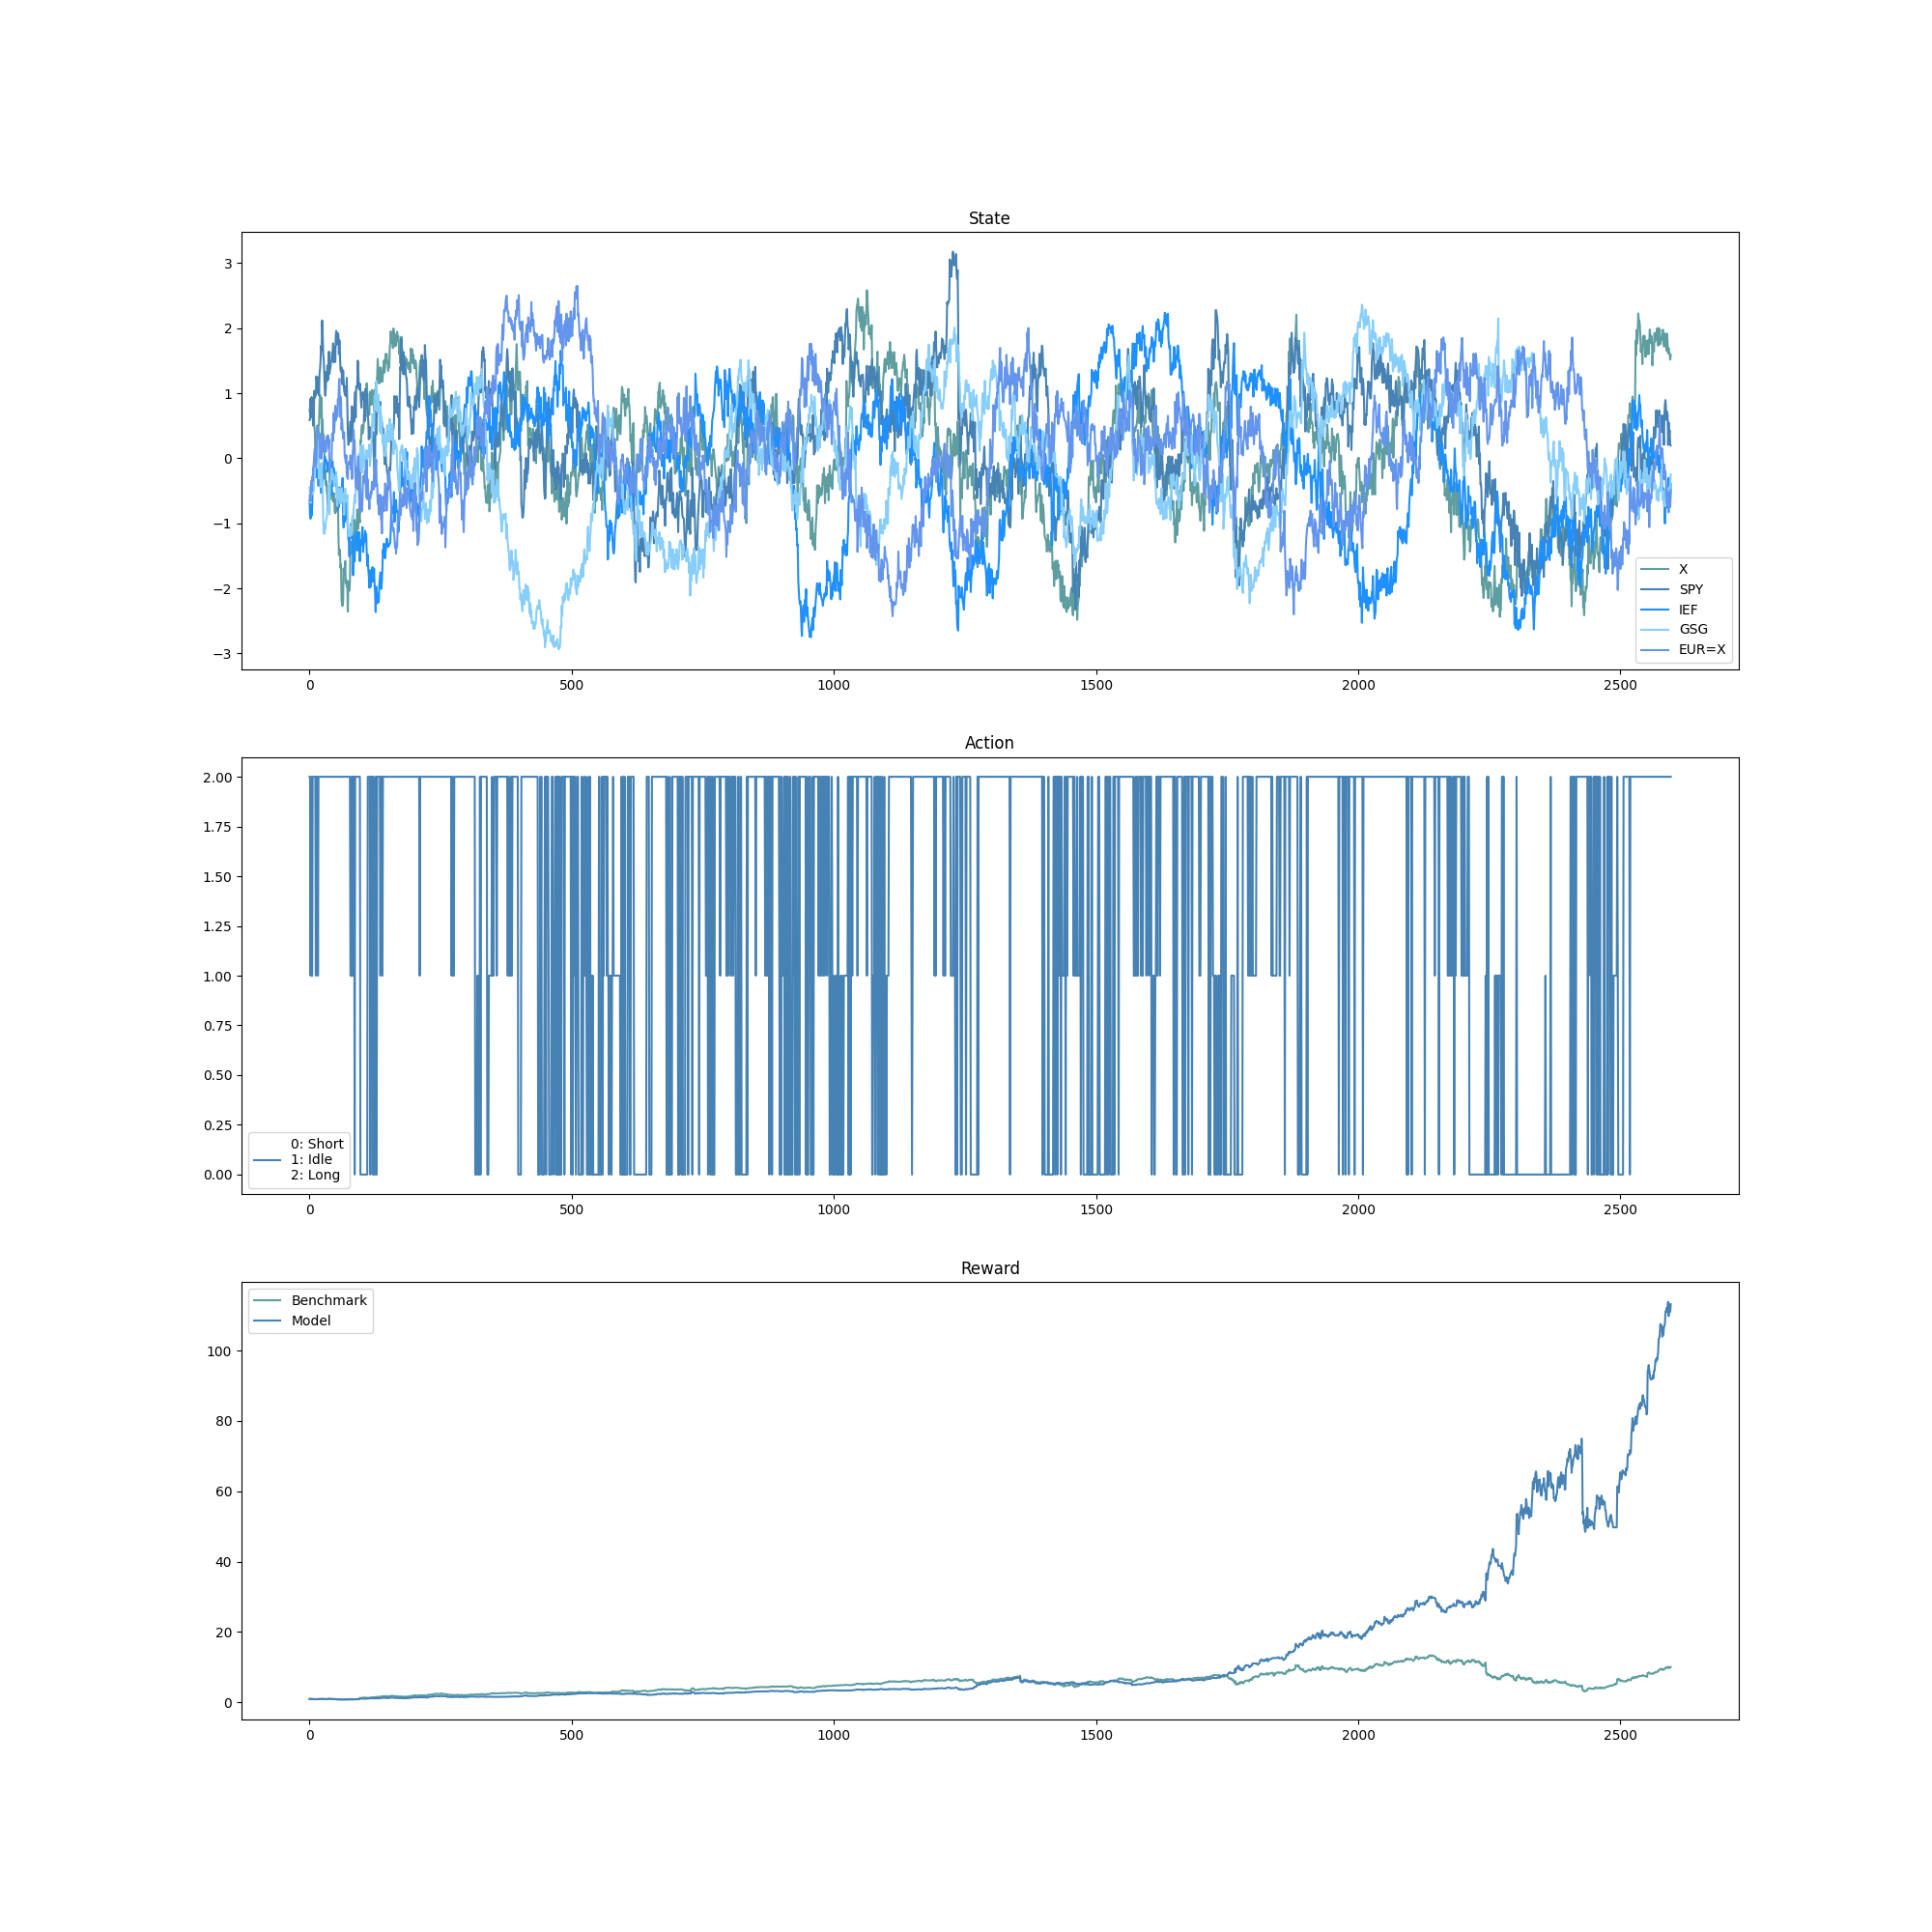 State
3
2
1
0
−1
−2
−3
X
SPY
IEF
GSG
EUR=X
0 500 1000 1500 2000 2500
Action
2.00
1.75
1.50
1.25
1.00
0.75
0.50
0.25
0.00
0: Short
1: Idle
2: Long
0 500 1000 1500 2000 2500
Reward
Benchmark
Model
100
80
60
40
20
0
0 500 1000 1500 2000 2500